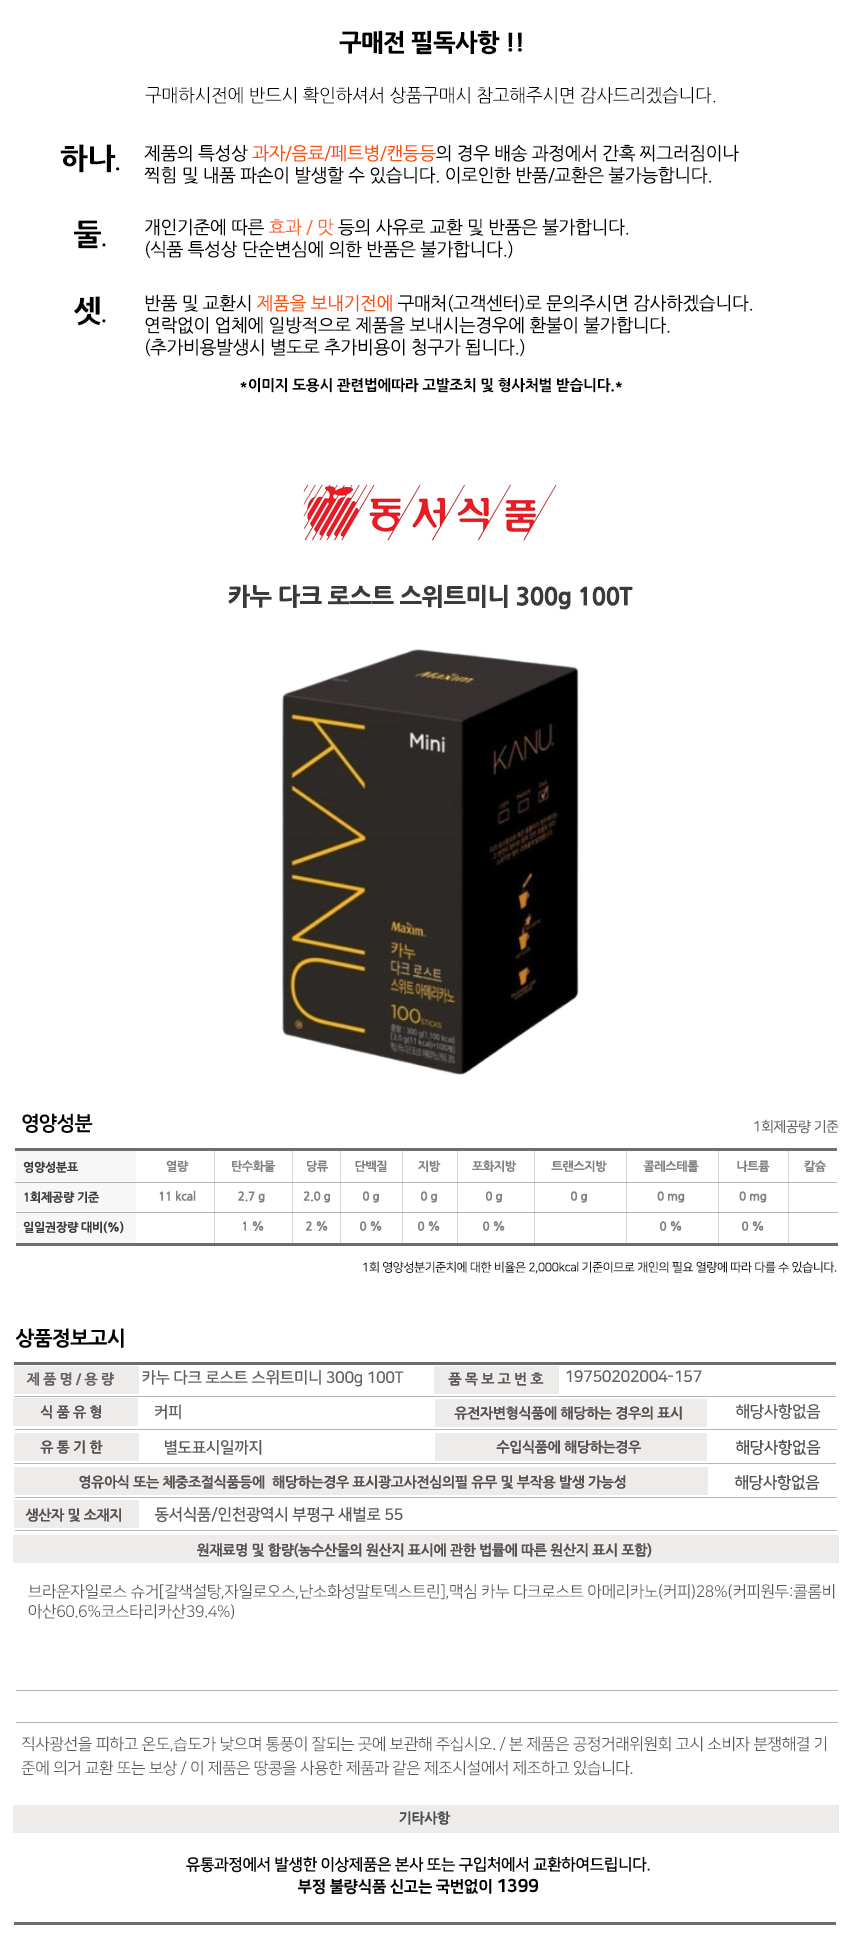 구매전 필독사항 !!
구매하시전에 반드시 확인하셔서 상품구매시 참고해주시면 감사드리겠습니다.
하나. 제품의 특성상 과자/음료/페트병/캔등등의 경우 배송 과정에서 간혹 찌그러짐이나
찍힘 및 내품 파손이 발생할 수 있습니다. 이로인한 반품/교환은 불가능합니다.
둘. 개인기준에 따른 효과 / 맛 등의 사유로 교환 및 반품은 불가합니다.
(식품 특성상 단순변심에 의한 반품은 불가합니다.)
셋. 반품 및 교환시 제품을 보내기전에 구매처(고객센터)로 문의주시면 감사하겠습니다.
연락없이 업체에 일방적으로 제품을 보내시는경우에 환불이 불가합니다.
(추가비용발생시 별도로 추가비용이 청구가 됩니다.)
*이미지 도용시 관련법에따라 고발조치 및 형사처벌 받습니다.*
동서식품
카누 다크 로스트 스위트미니 300g 100T
Maxim
Mini
KANU
KANU
Maxim
카누
다크 로스트
스위트 아메리카노
100 STICKS
중량 : 300 g(1,100 kcal)
[3.0 g(11 kcal)×100개]
영양성분
1회제공량 기준
영양성분표 열량 탄수화물 당류 단백질 지방 포화지방 트랜스지방 콜레스테롤 나트륨 칼슘
1회제공량 기준 11 kcal 2.7 g 2.0 g 0 g 0 g 0 g 0 g 0 mg 0 mg
일일권장량 대비(%) 1 % 2 % 0 % 0 % 0 % 0 % 0 %
1회 영양성분기준치에 대한 비율은 2,000kcal 기준이므로 개인의 필요 열량에 따라 다를 수 있습니다.
상품정보고시
제품명/용량 카누 다크 로스트 스위트미니 300g 100T 품목보고번호 19750202004-157
식품유형 커피 유전자변형식품에 해당하는 경우의 표시 해당사항없음
유통기한 별도표시일까지 수입식품에 해당하는경우 해당사항없음
영유아식 또는 체중조절식품등에 해당하는경우 표시광고사전심의필 유무 및 부작용 발생 가능성 해당사항없음
생산자 및 소재지 동서식품/인천광역시 부평구 새벌로 55
원재료명 및 함량(농수산물의 원산지 표시에 관한 법률에 따른 원산지 표시 포함)
브라운자일로스 슈거[갈색설탕,자일로오스,난소화성말토덱스트린],맥심 카누 다크로스트 아메리카노(커피)28%(커피원두:콜롬비
아산60.6%코스타리카산39.4%)
직사광선을 피하고 온도,습도가 낮으며 통풍이 잘되는 곳에 보관해 주십시오. / 본 제품은 공정거래위원회 고시 소비자 분쟁해결 기
준에 의거 교환 또는 보상 / 이 제품은 땅콩을 사용한 제품과 같은 제조시설에서 제조하고 있습니다.
기타사항
유통과정에서 발생한 이상제품은 본사 또는 구입처에서 교환하여드립니다.
부정 불량식품 신고는 국번없이 1399